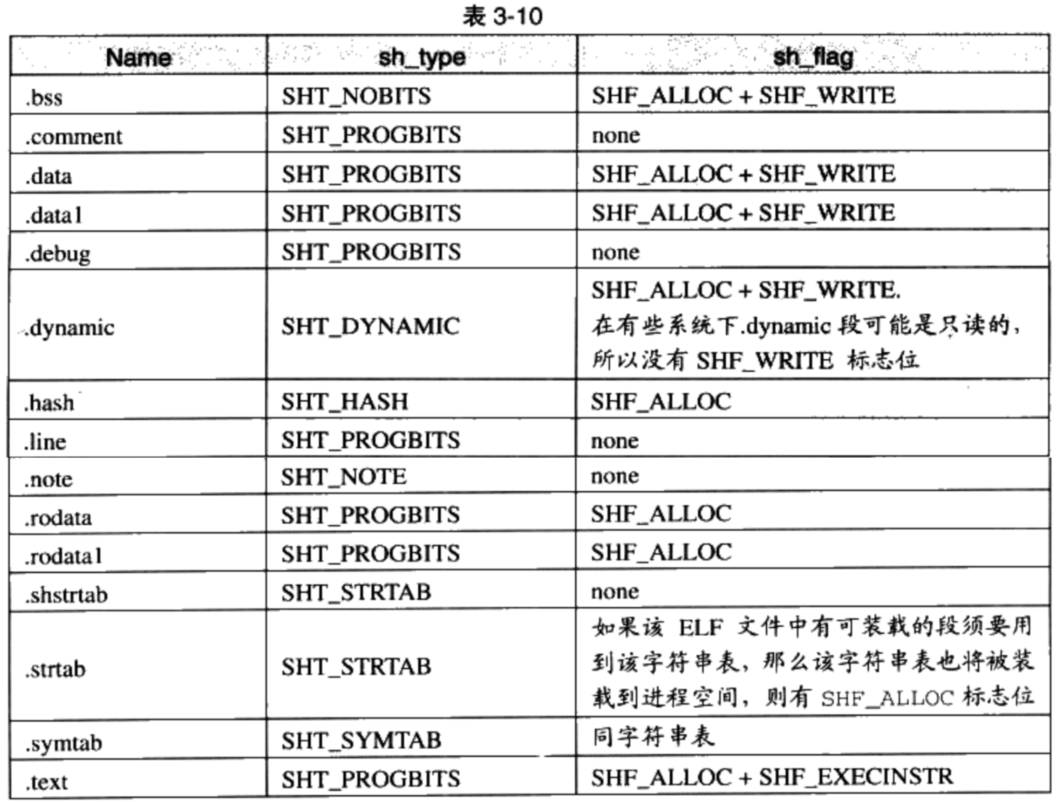 表 3-10
Name sh_type sh_flag
.bss SHT_NOBITS SHF_ALLOC + SHF_WRITE
.comment SHT_PROGBITS none
.data SHT_PROGBITS SHF_ALLOC + SHF_WRITE
.data1 SHT_PROGBITS SHF_ALLOC + SHF_WRITE
.debug SHT_PROGBITS none
.dynamic SHT_DYNAMIC SHF_ALLOC + SHF_WRITE.
在有些系统下.dynamic 段可能是只读的，
所以没有 SHF_WRITE 标志位
.hash SHT_HASH SHF_ALLOC
.line SHT_PROGBITS none
.note SHT_NOTE none
.rodata SHT_PROGBITS SHF_ALLOC
.rodata1 SHT_PROGBITS SHF_ALLOC
.shstrtab SHT_STRTAB none
.strtab SHT_STRTAB 如果该 ELF 文件中有可装载的段须要用
到该字符串表，那么该字符串表也将被装
载到进程空间，则有 SHF_ALLOC 标志位
.symtab SHT_SYMTAB 同字符串表
.text SHT_PROGBITS SHF_ALLOC + SHF_EXECINSTR